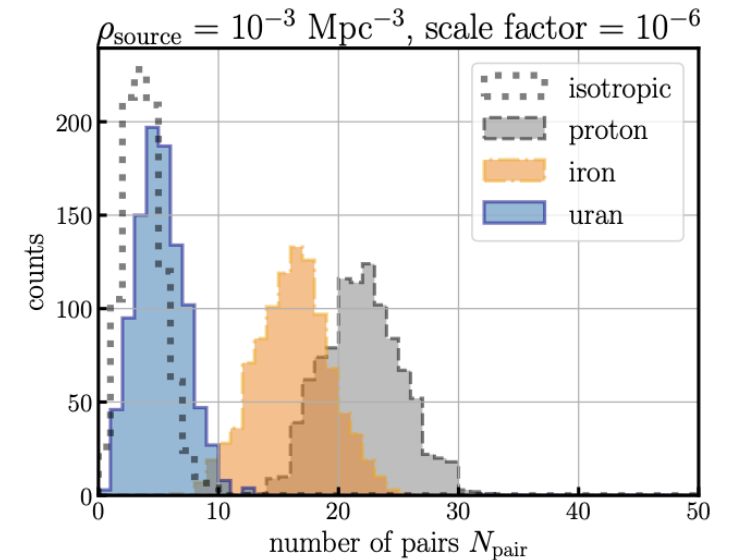 ρsource = 10⁻³ Mpc⁻³, scale factor = 10⁻⁶
isotropic
proton
iron
uran
counts
200
150
100
50
0
0 10 20 30 40 50
number of pairs Npair